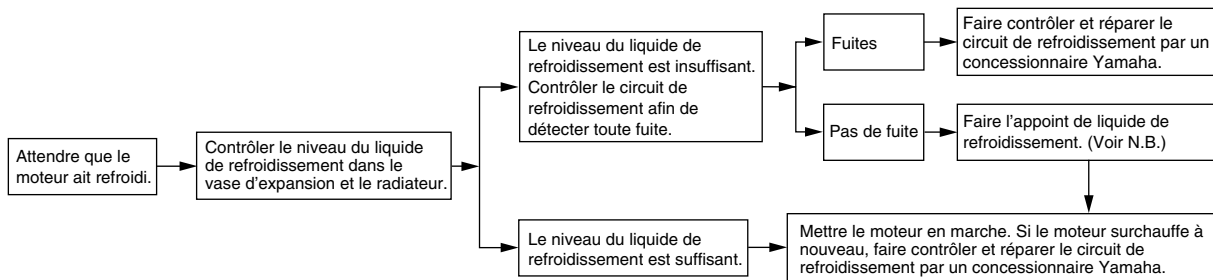 Attendre que le
moteur ait refroidi.
Contrôler le niveau du liquide
de refroidissement dans le
vase d'expansion et le radiateur.
Le niveau du liquide de
refroidissement est insuffisant.
Contrôler le circuit de
refroidissement afin de
détecter toute fuite.
Fuites
Faire contrôler et réparer le
circuit de refroidissement par un
concessionnaire Yamaha.
Pas de fuite
Faire l'appoint de liquide de
refroidissement. (Voir N.B.)
Le niveau du liquide de
refroidissement est suffisant.
Mettre le moteur en marche. Si le moteur surchauffe à
nouveau, faire contrôler et réparer le circuit de
refroidissement par un concessionnaire Yamaha.